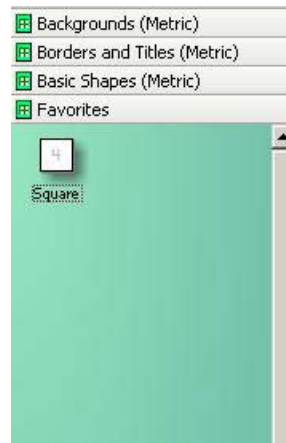 Backgrounds (Metric)
Borders and Titles (Metric)
Basic Shapes (Metric)
Favorites
4
Square